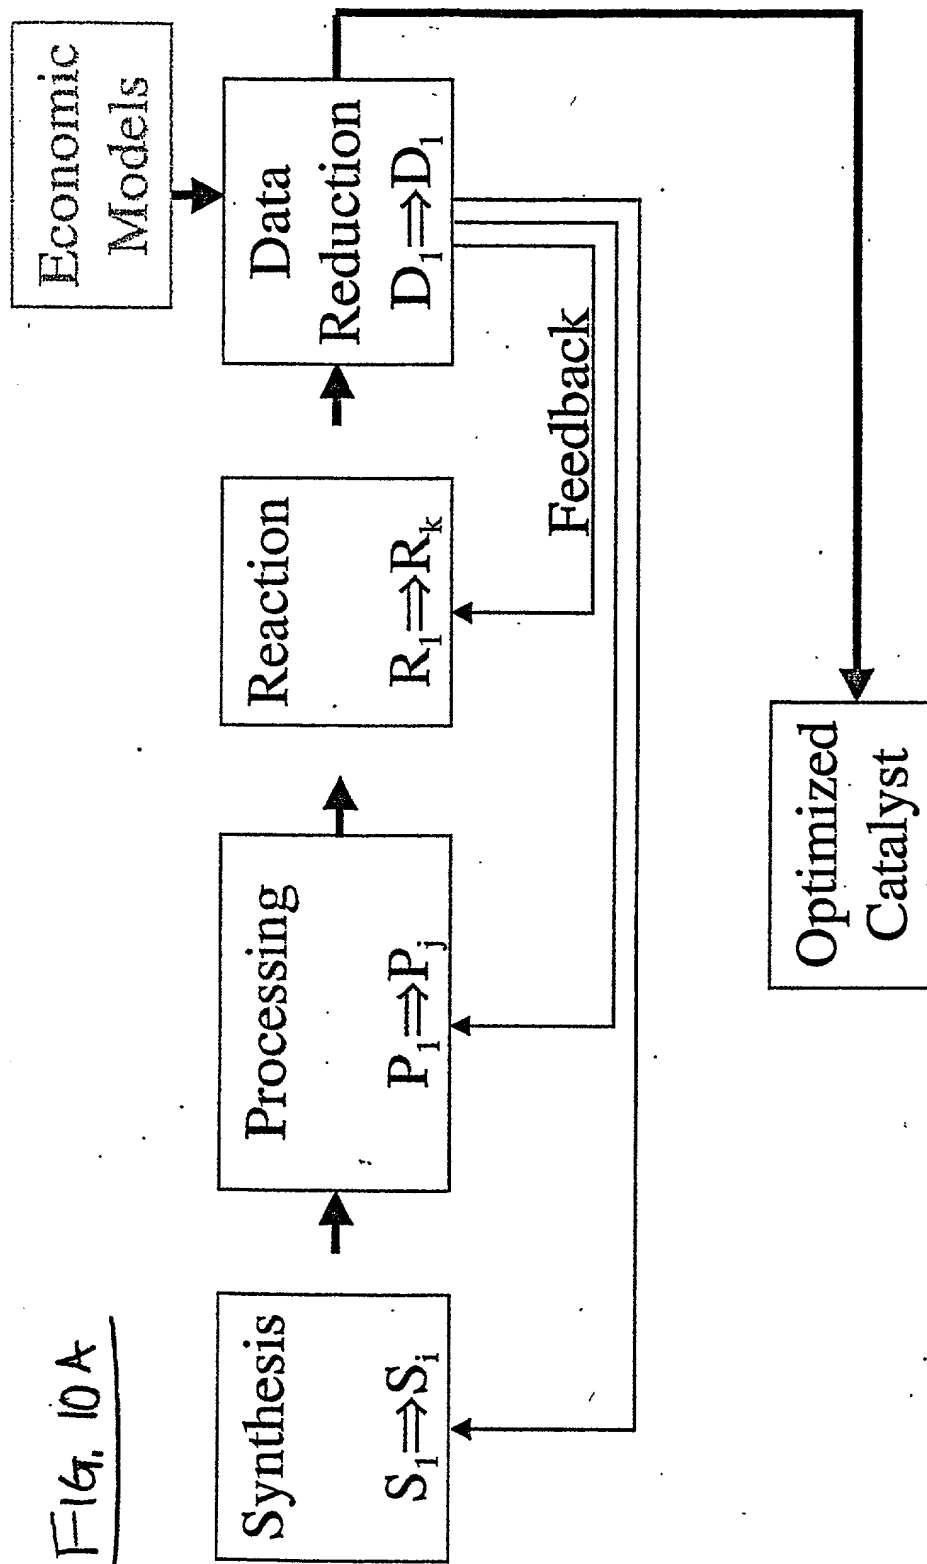 FIG. 10A
Economic
Models
Synthesis
S₁⇒Sᵢ
Processing
P₁⇒Pⱼ
Reaction
R₁⇒Rₖ
Data
Reduction
D₁⇒D₁
Feedback
Optimized
Catalyst